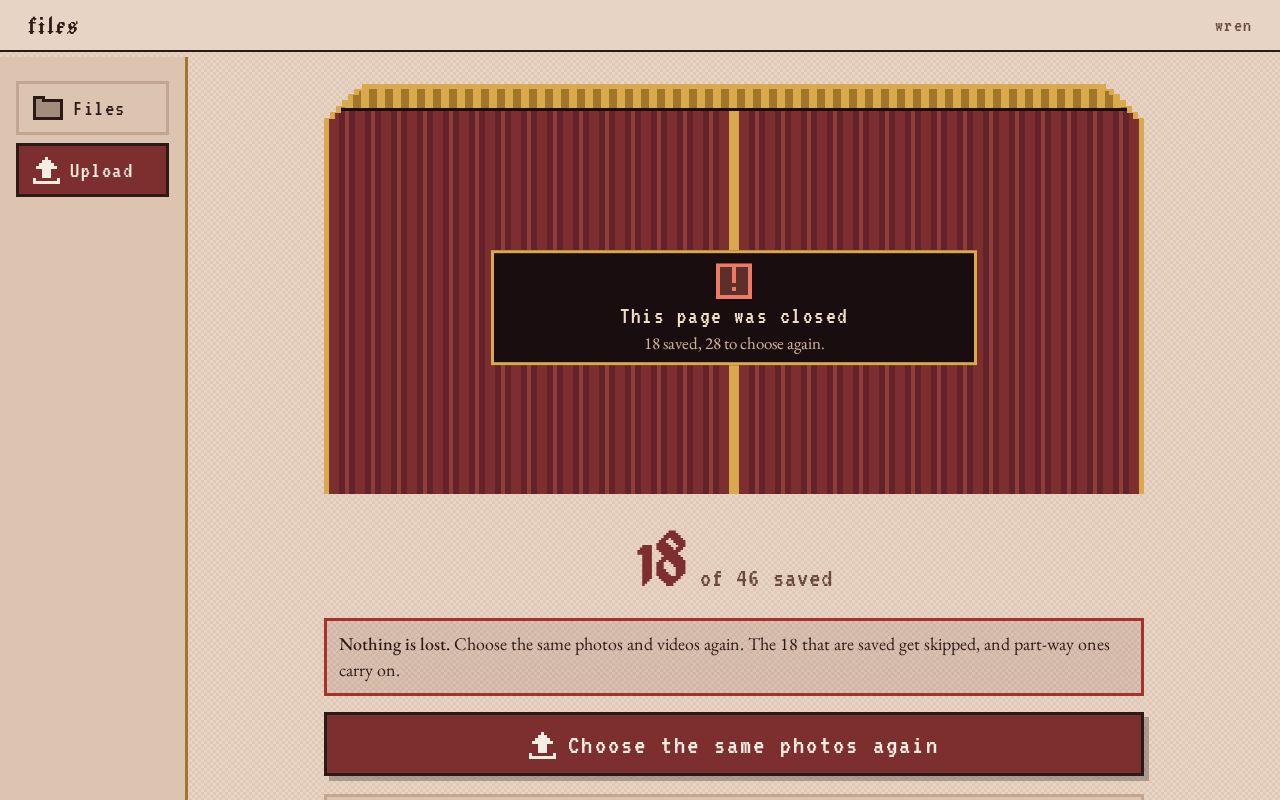 files
wren
Files
Upload
This page was closed
18 saved, 28 to choose again.
18 of 46 saved
Nothing is lost. Choose the same photos and videos again. The 18 that are saved get skipped, and part-way ones
carry on.
Choose the same photos again